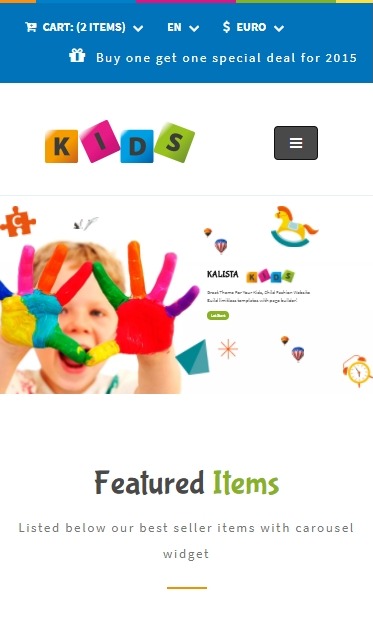 CART: (2 ITEMS) EN $ EURO
Buy one get one special deal for 2015
KIDS
KALISTA KIDS
Great Theme For Your Kids, Child Fashion Website
Build limitless templates with page builder!
Featured Items
Listed below our best seller items with carousel
widget